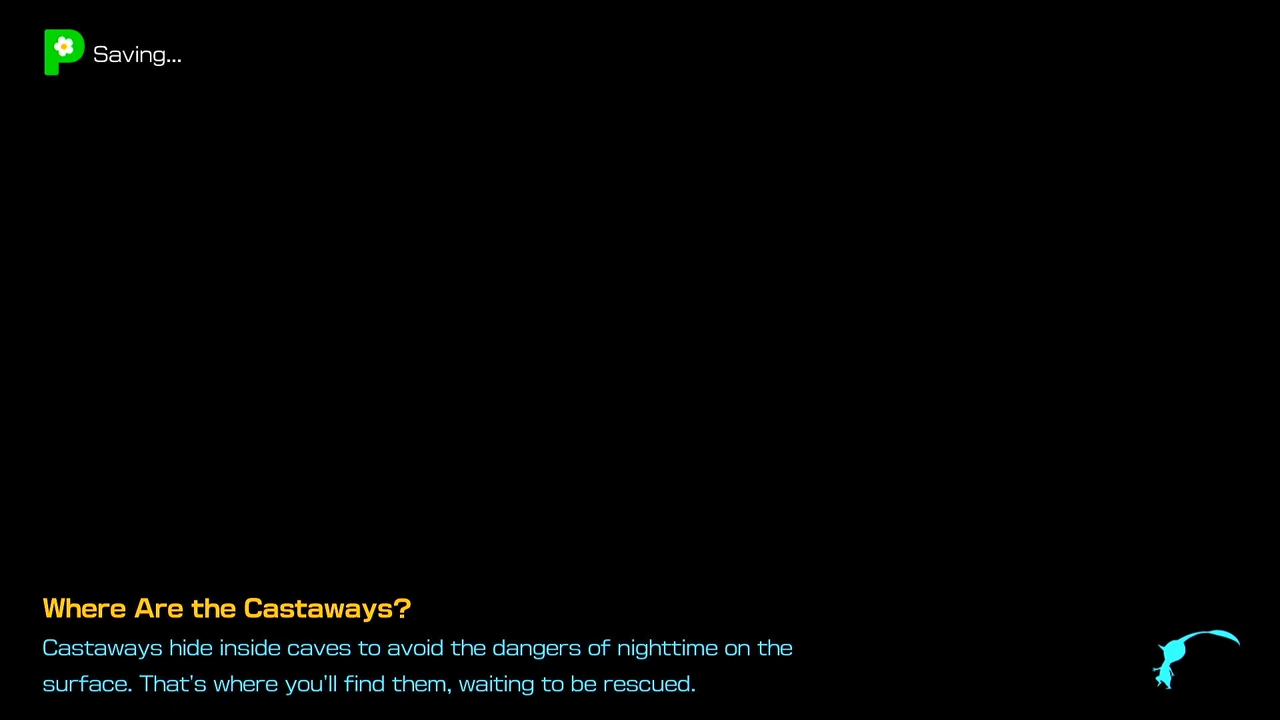 P Saving...
Where Are the Castaways?
Castaways hide inside caves to avoid the dangers of nighttime on the
surface. That's where you'll find them, waiting to be rescued.